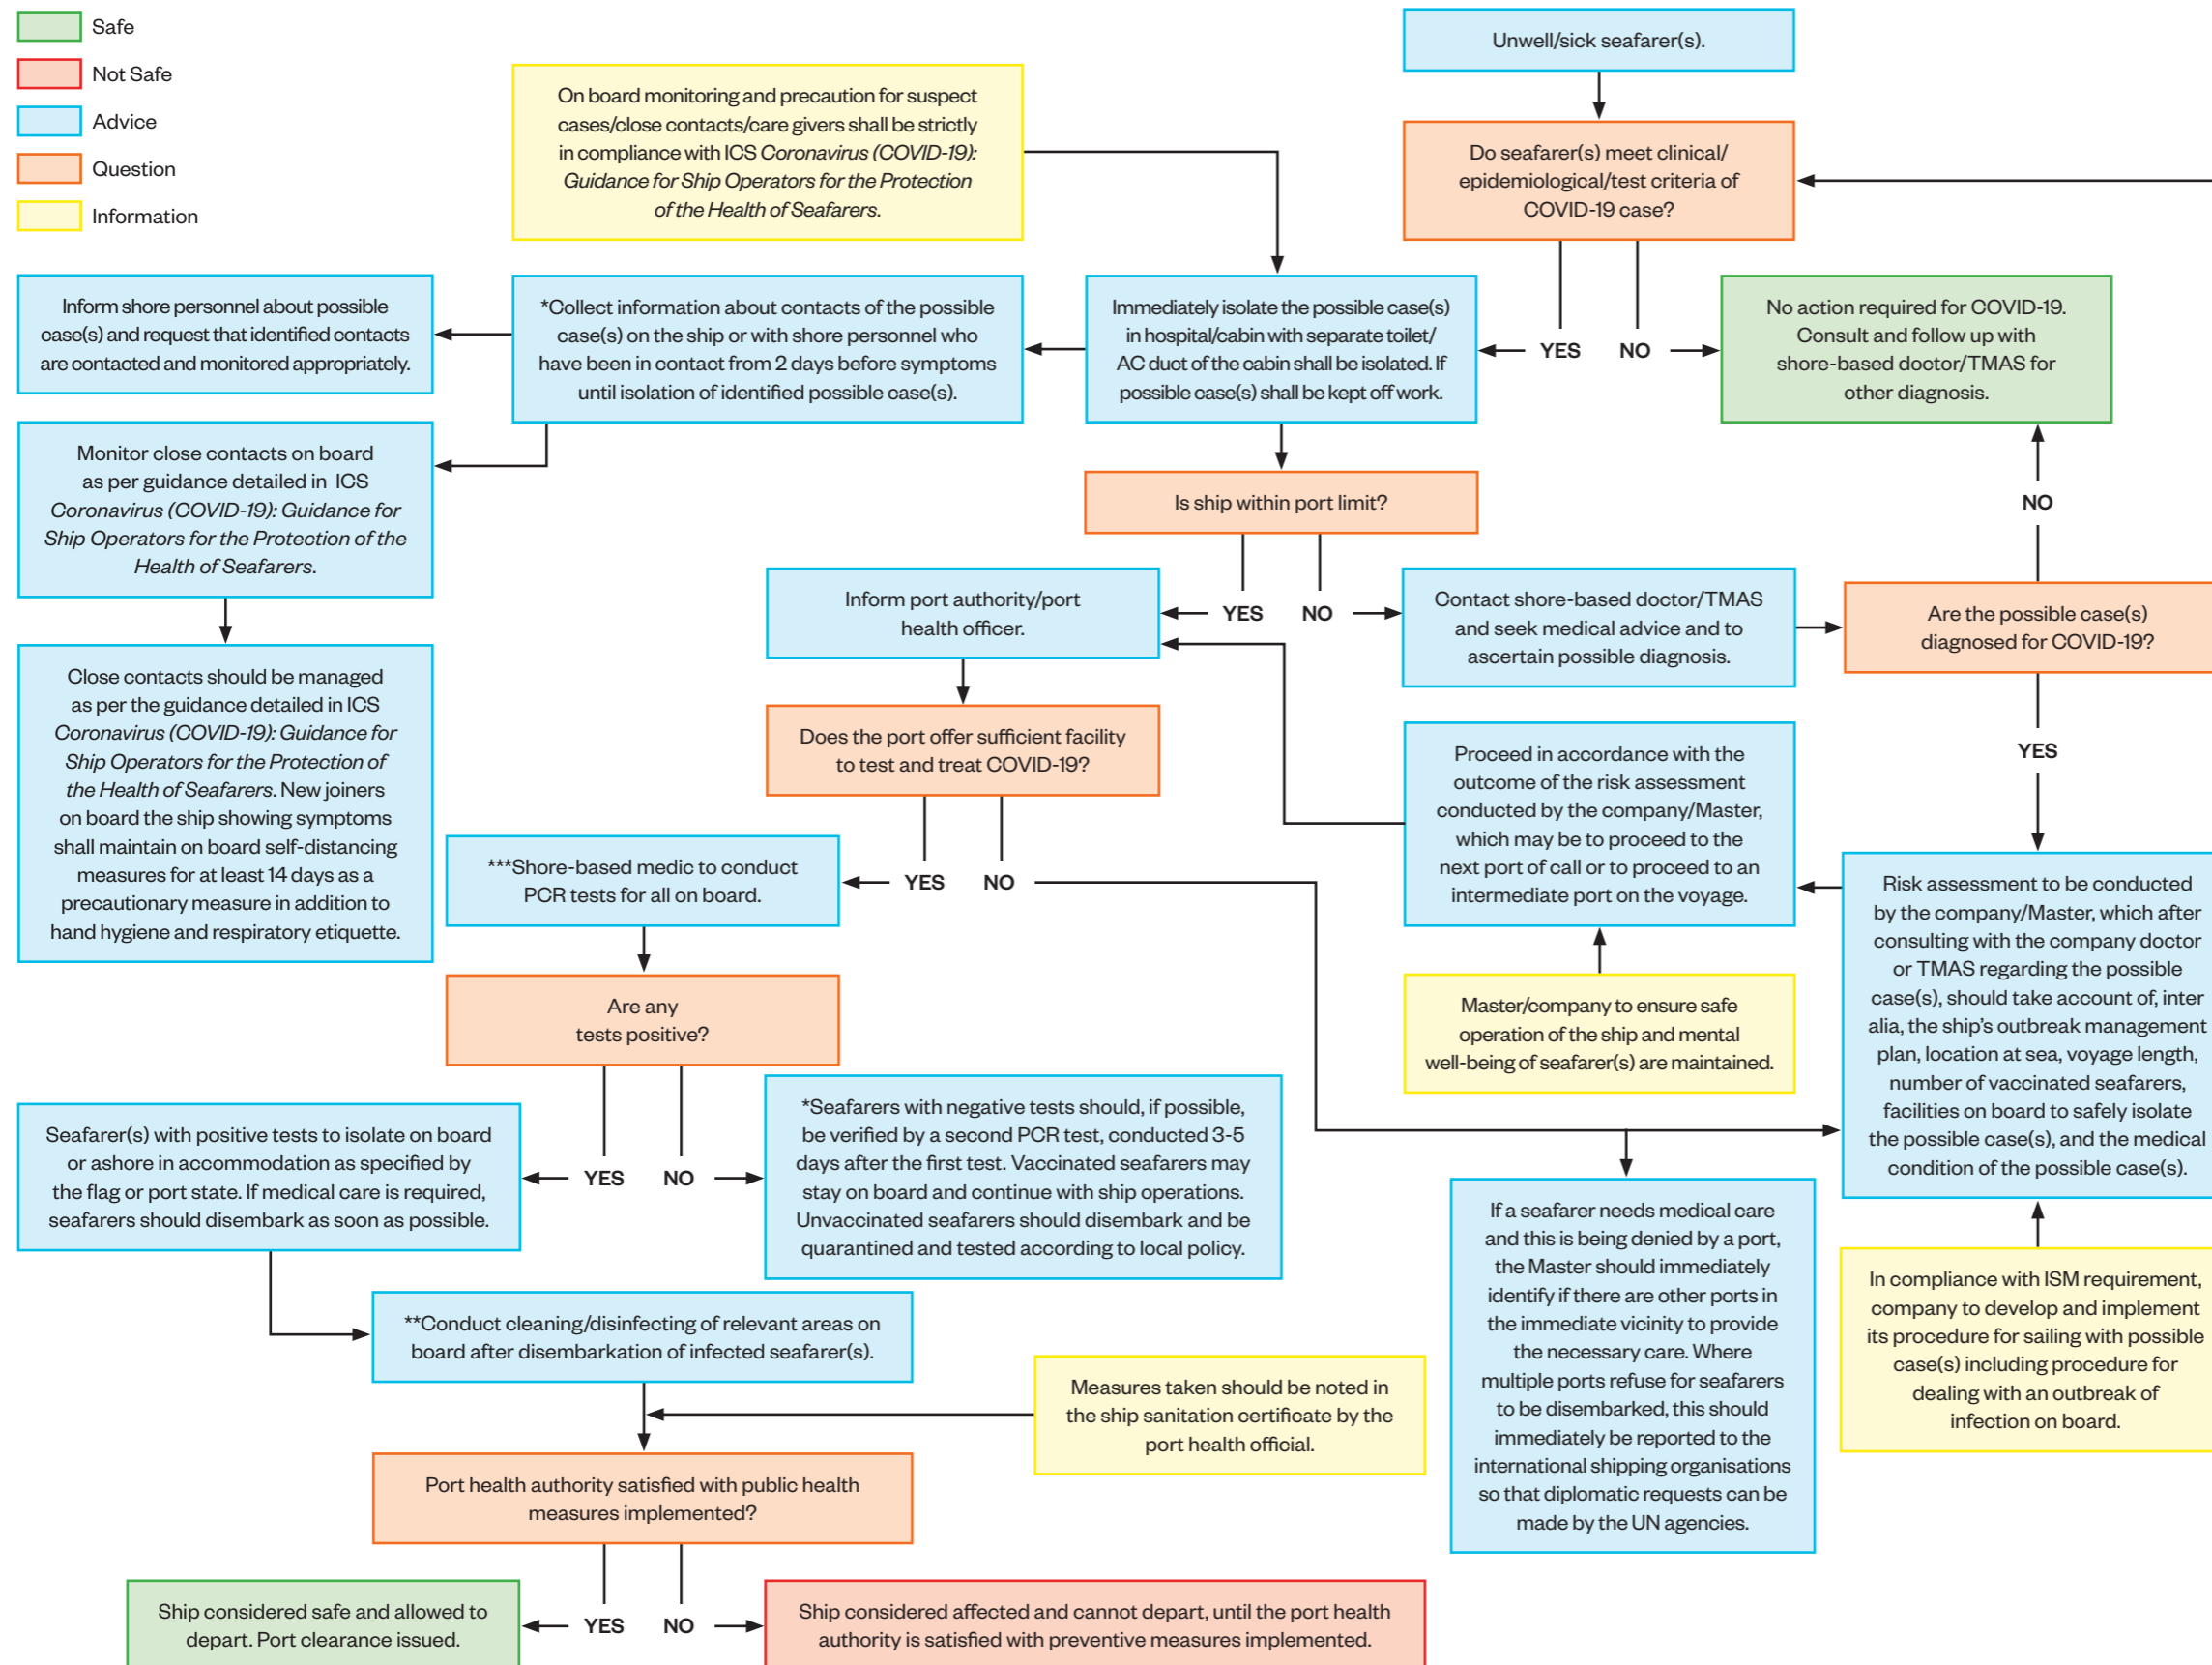 Safe
Not Safe
Advice
Question
Information
Unwell/sick seafarer(s).
On board monitoring and precaution for suspect
cases/close contacts/care givers shall be strictly
in compliance with ICS Coronavirus (COVID-19):
Guidance for Ship Operators for the Protection
of the Health of Seafarers.
Do seafarer(s) meet clinical/
epidemiological/test criteria of
COVID-19 case?
YES
NO
Inform shore personnel about possible
case(s) and request that identified contacts
are contacted and monitored appropriately.
*Collect information about contacts of the possible
case(s) on the ship or with shore personnel who
have been in contact from 2 days before symptoms
until isolation of identified possible case(s).
Immediately isolate the possible case(s)
in hospital/cabin with separate toilet/
AC duct of the cabin shall be isolated. If
possible case(s) shall be kept off work.
No action required for COVID-19.
Consult and follow up with
shore-based doctor/TMAS for
other diagnosis.
Monitor close contacts on board
as per guidance detailed in ICS
Coronavirus (COVID-19): Guidance for
Ship Operators for the Protection of the
Health of Seafarers.
Is ship within port limit?
YES
NO
NO
Inform port authority/port
health officer.
Contact shore-based doctor/TMAS
and seek medical advice and to
ascertain possible diagnosis.
Are the possible case(s)
diagnosed for COVID-19?
YES
Close contacts should be managed
as per the guidance detailed in ICS
Coronavirus (COVID-19): Guidance for
Ship Operators for the Protection of
the Health of Seafarers. New joiners
on board the ship showing symptoms
shall maintain on board self-distancing
measures for at least 14 days as a
precautionary measure in addition to
hand hygiene and respiratory etiquette.
Does the port offer sufficient facility
to test and treat COVID-19?
YES
NO
Proceed in accordance with the
outcome of the risk assessment
conducted by the company/Master,
which may be to proceed to the
next port of call or to proceed to an
intermediate port on the voyage.
***Shore-based medic to conduct
PCR tests for all on board.
Risk assessment to be conducted
by the company/Master, which after
consulting with the company doctor
or TMAS regarding the possible
case(s), should take account of, inter
alia, the ship's outbreak management
plan, location at sea, voyage length,
number of vaccinated seafarers,
facilities on board to safely isolate
the possible case(s), and the medical
condition of the possible case(s).
Are any
tests positive?
YES
NO
Master/company to ensure safe
operation of the ship and mental
well-being of seafarer(s) are maintained.
Seafarer(s) with positive tests to isolate on board
or ashore in accommodation as specified by
the flag or port state. If medical care is required,
seafarers should disembark as soon as possible.
*Seafarers with negative tests should, if possible,
be verified by a second PCR test, conducted 3-5
days after the first test. Vaccinated seafarers may
stay on board and continue with ship operations.
Unvaccinated seafarers should disembark and be
quarantined and tested according to local policy.
If a seafarer needs medical care
and this is being denied by a port,
the Master should immediately
identify if there are other ports in
the immediate vicinity to provide
the necessary care. Where
multiple ports refuse for seafarers
to be disembarked, this should
immediately be reported to the
international shipping organisations
so that diplomatic requests can be
made by the UN agencies.
In compliance with ISM requirement,
company to develop and implement
its procedure for sailing with possible
case(s) including procedure for
dealing with an outbreak of
infection on board.
**Conduct cleaning/disinfecting of relevant areas on
board after disembarkation of infected seafarer(s).
Measures taken should be noted in
the ship sanitation certificate by the
port health official.
Port health authority satisfied with public health
measures implemented?
YES
NO
Ship considered safe and allowed to
depart. Port clearance issued.
Ship considered affected and cannot depart, until the port health
authority is satisfied with preventive measures implemented.